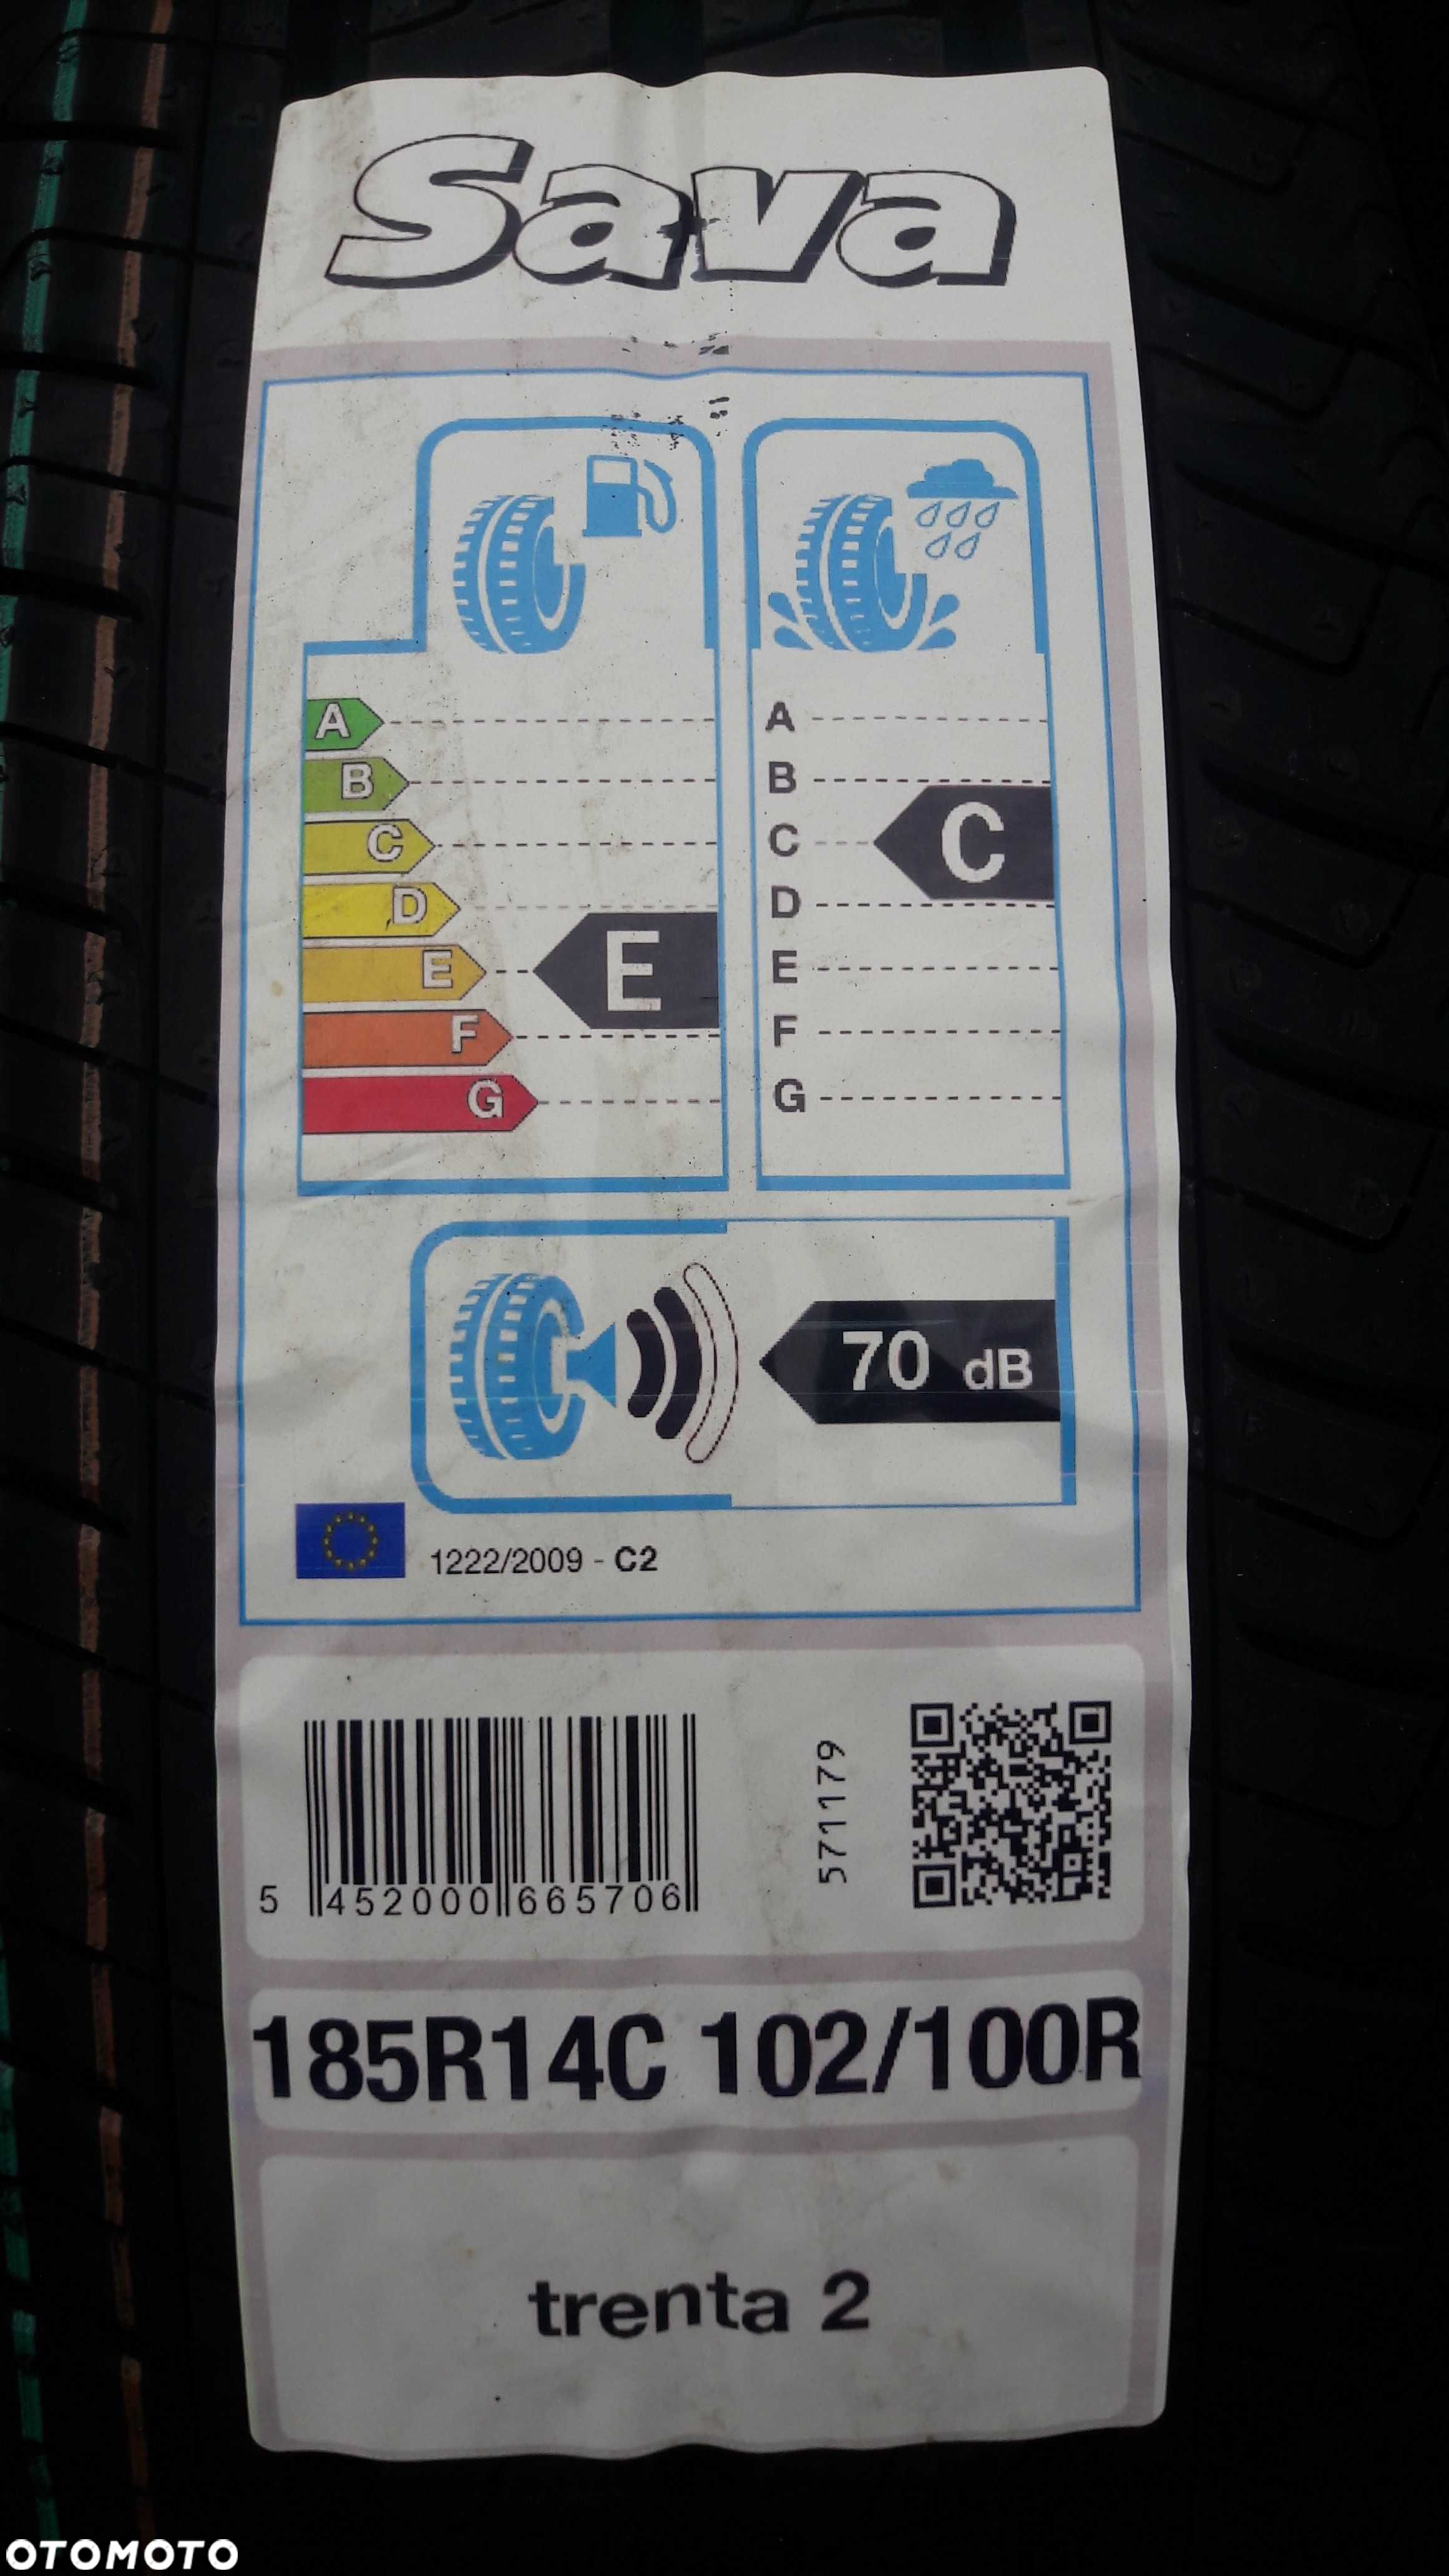 Sava
A
B
C
D
E
F
G
E
A
B
C
D
E
F
G
C
70 dB
1222/2009 - C2
5 452000 665706
571179
185R14C 102/100R
trenta 2
OTOMOTO